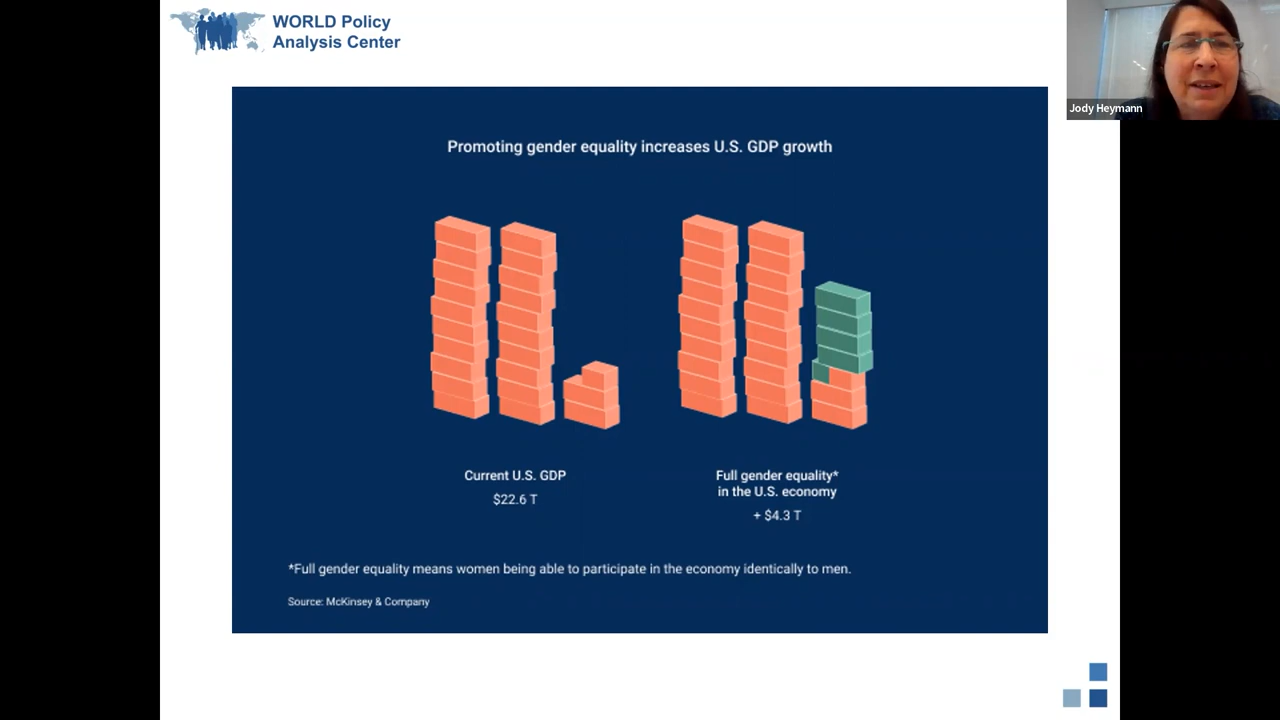 WORLD Policy
Analysis Center
Jody Heymann
Promoting gender equality increases U.S. GDP growth
Current U.S. GDP
$22.6 T
Full gender equality*
in the U.S. economy
+ $4.3 T
*Full gender equality means women being able to participate in the economy identically to men.
Source: McKinsey & Company